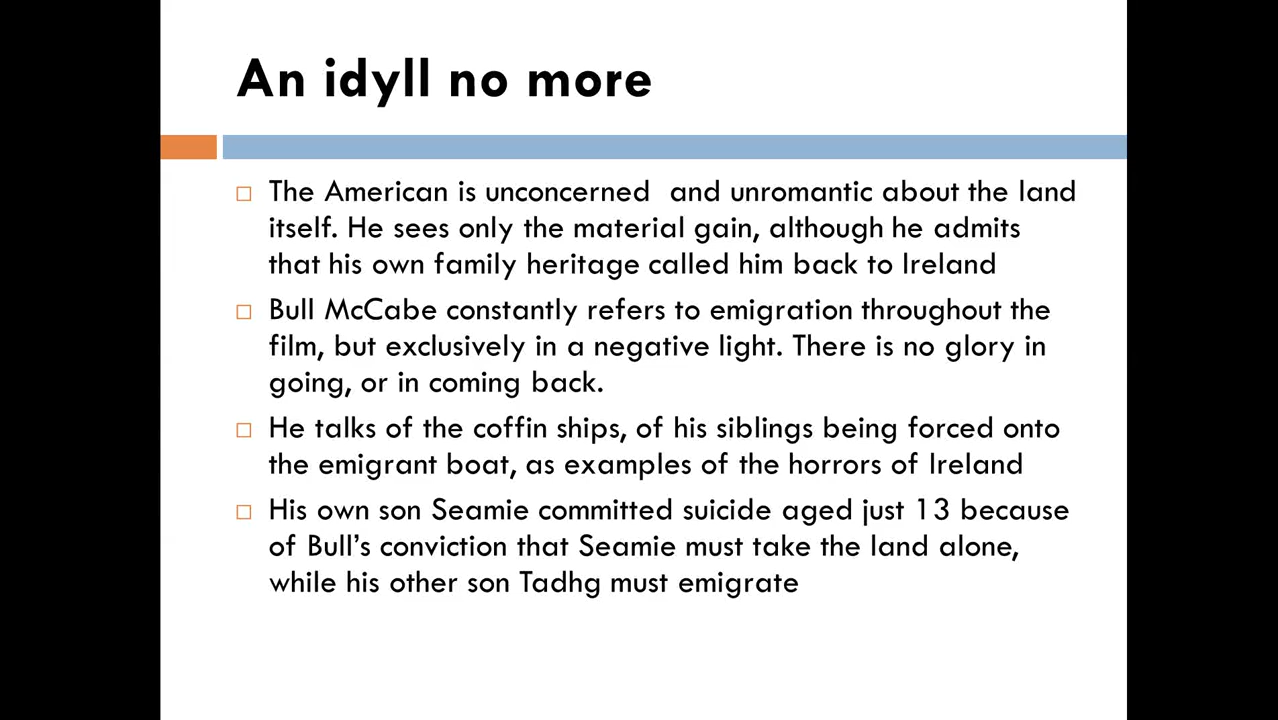 An idyll no more
The American is unconcerned  and unromantic about the land
itself. He sees only the material gain, although he admits
that his own family heritage called him back to Ireland
Bull McCabe constantly refers to emigration throughout the
film, but exclusively in a negative light. There is no glory in
going, or in coming back.
He talks of the coffin ships, of his siblings being forced onto
the emigrant boat, as examples of the horrors of Ireland
His own son Seamie committed suicide aged just 13 because
of Bull’s conviction that Seamie must take the land alone,
while his other son Tadhg must emigrate